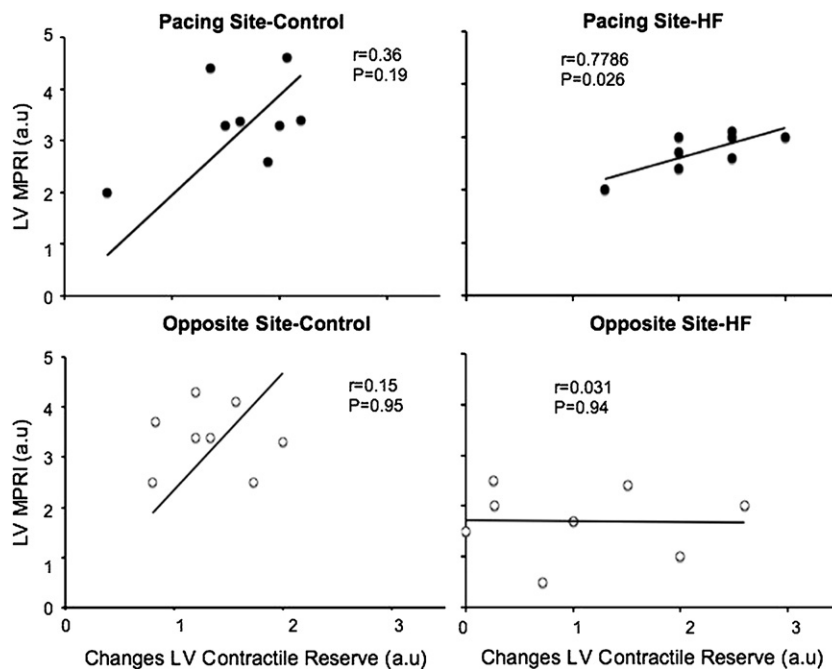 Pacing Site-Control
Pacing Site-HF
5
4
3
2
1
0
LV MPRI (a.u)
r=0.36
P=0.19
r=0.7786
P=0.026
Opposite Site-Control
Opposite Site-HF
5
4
3
2
1
0
LV MPRI (a.u)
r=0.15
P=0.95
r=0.031
P=0.94
0 1 2 3
0 1 2 3
Changes LV Contractile Reserve (a.u)
Changes LV Contractile Reserve (a.u)